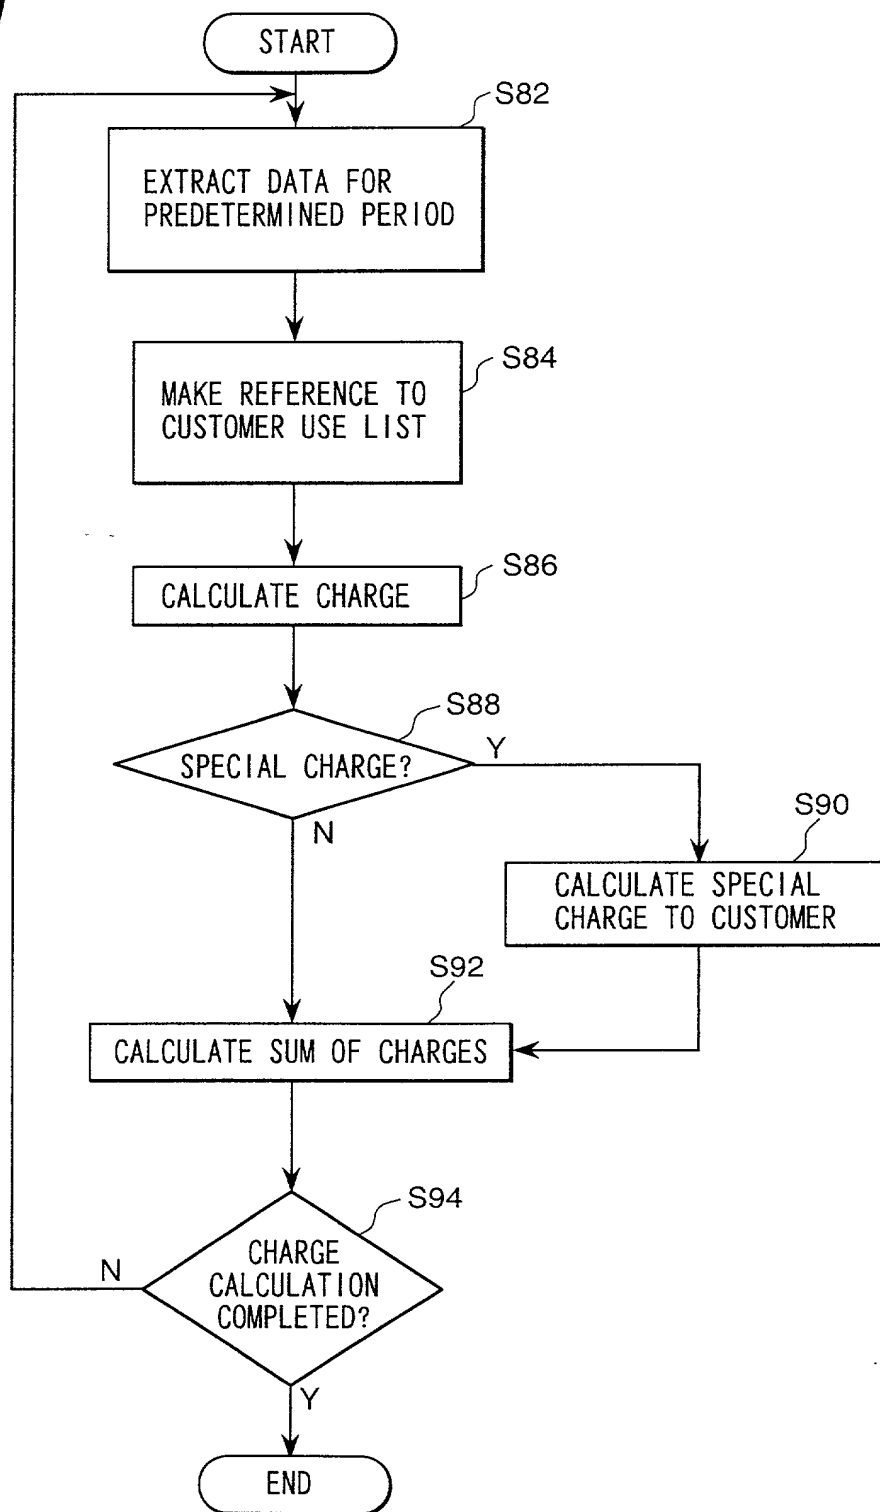 START
S82
EXTRACT DATA FOR
PREDETERMINED PERIOD
S84
MAKE REFERENCE TO
CUSTOMER USE LIST
S86
CALCULATE CHARGE
S88
SPECIAL CHARGE?
Y
N
S90
CALCULATE SPECIAL
CHARGE TO CUSTOMER
S92
CALCULATE SUM OF CHARGES
S94
CHARGE
CALCULATION
COMPLETED?
N
Y
END